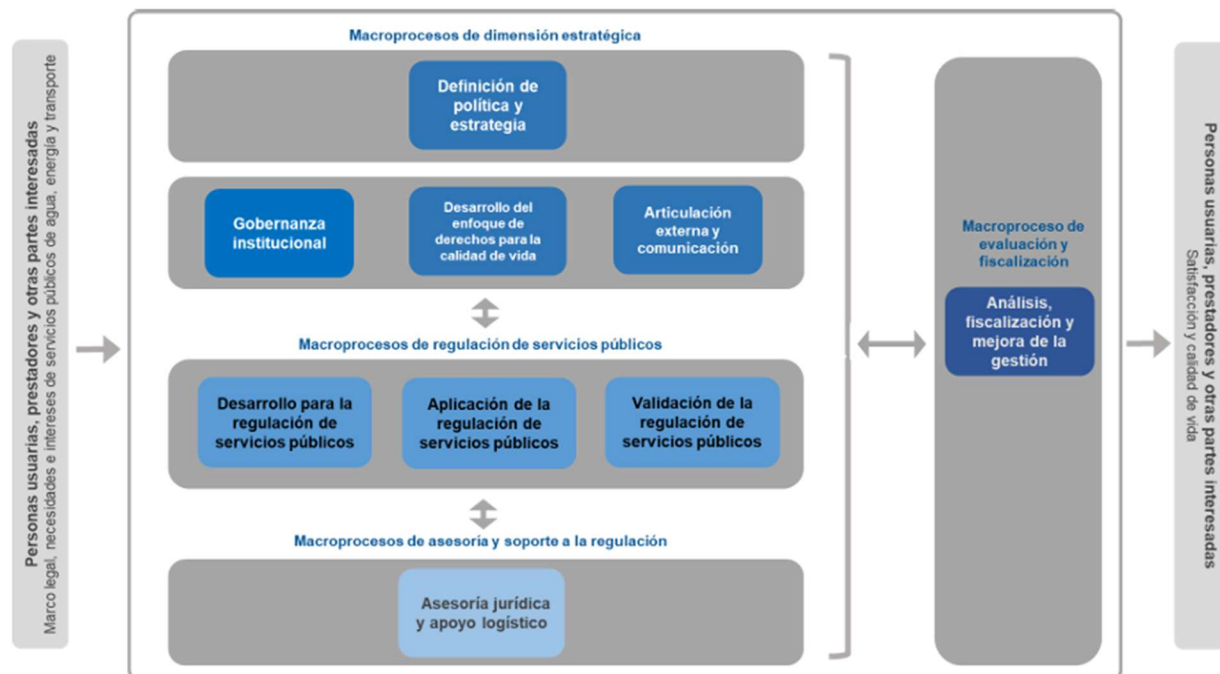 Personas usuarias, prestadores y otras partes interesadas
Marco legal, necesidades e intereses de servicios públicos de agua, energía y transporte
Macroprocesos de dimensión estratégica
Definición de
política y
estrategia
Gobernanza
institucional
Desarrollo del
enfoque de
derechos para la
calidad de vida
Articulación
externa y
comunicación
Macroprocesos de regulación de servicios públicos
Desarrollo para la
regulación de
servicios públicos
Aplicación de la
regulación de
servicios públicos
Validación de la
regulación de
servicios públicos
Macroprocesos de asesoría y soporte a la regulación
Asesoría jurídica
y apoyo logístico
Macroproceso de
evaluación y
fiscalización
Análisis,
fiscalización y
mejora de la
gestión
Personas usuarias, prestadores y otras partes interesadas
Satisfacción y calidad de vida